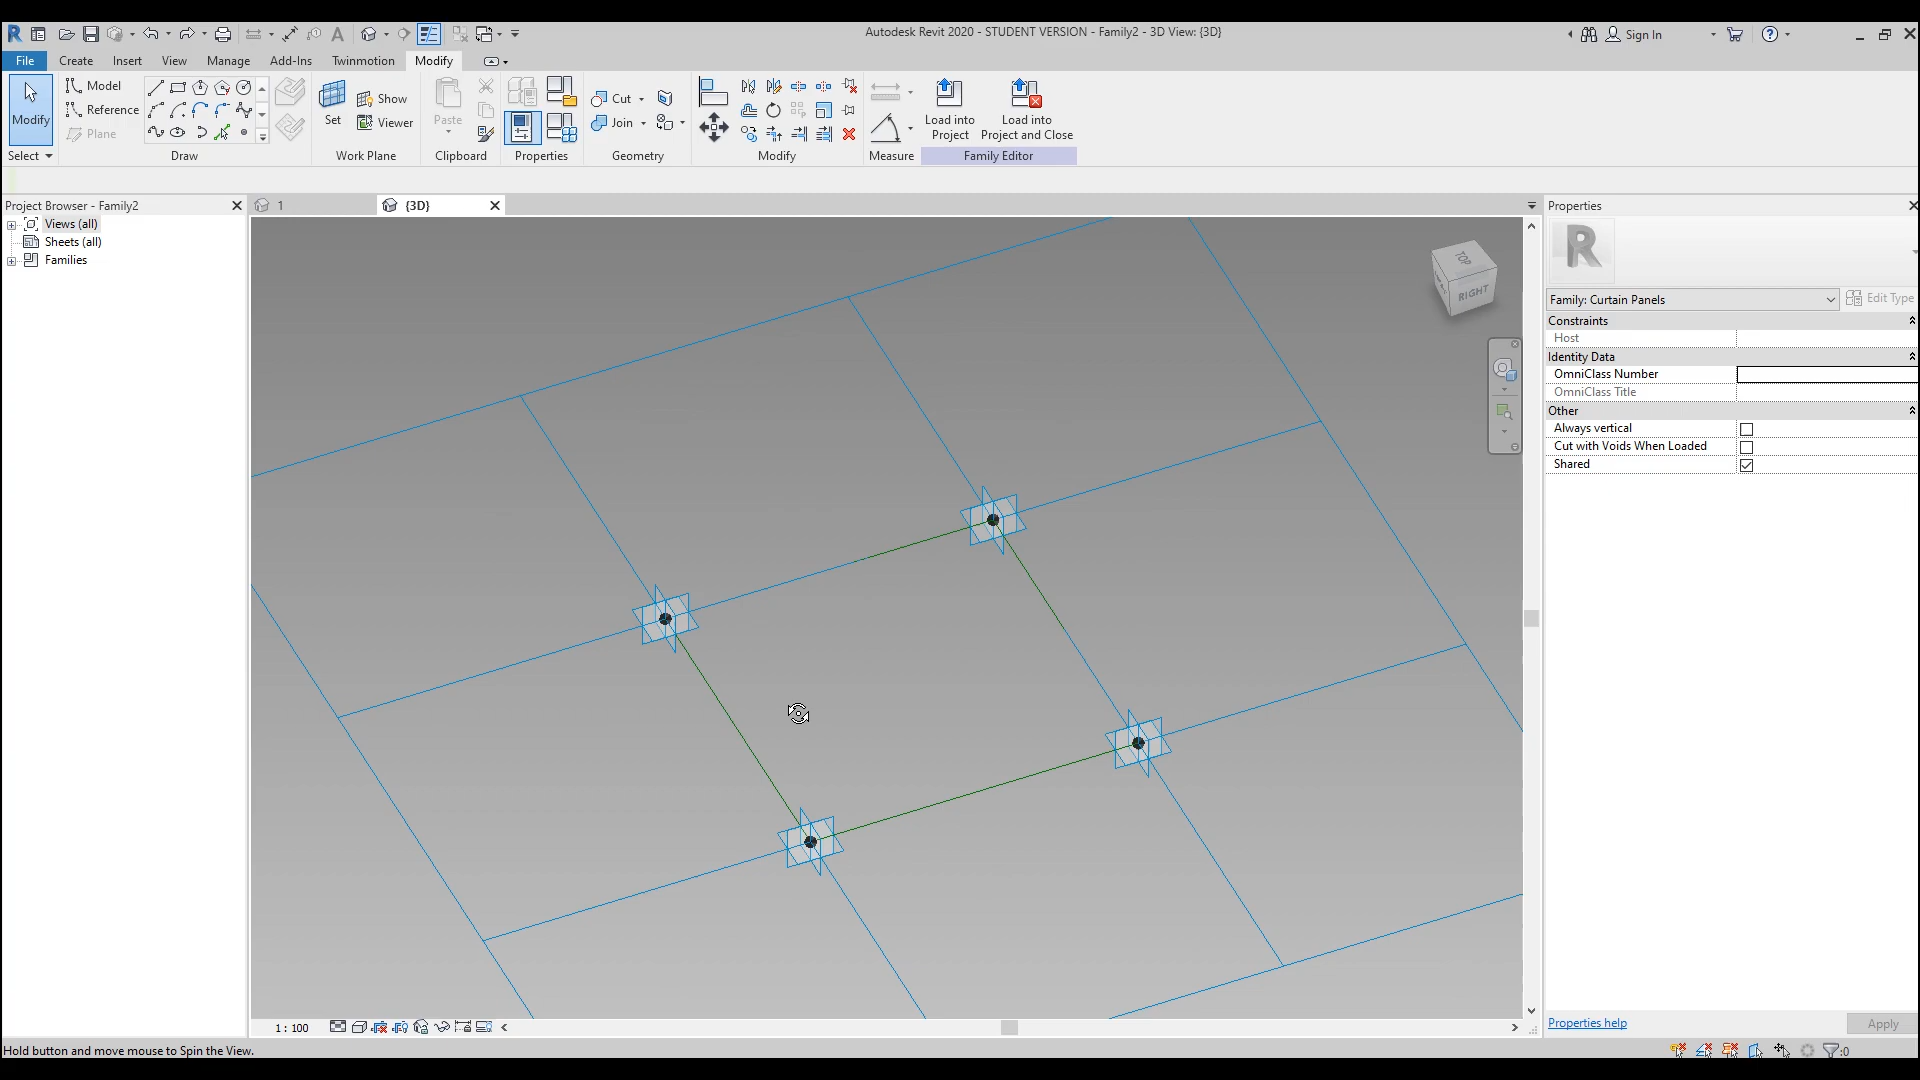 Autodesk Revit 2020 - STUDENT VERSION - Family2 - 3D View: {3D}
Sign In
File Create Insert View Manage Add-Ins Twinmotion Modify
Modify
Select
Model
Reference
Plane
Draw
Set
Show
Viewer
Work Plane
Paste
Clipboard
Properties
Cut
Join
Geometry
Modify
Measure
Load into
Project
Load into
Project and Close
Family Editor
Project Browser - Family2
Views (all)
Sheets (all)
Families
1
{3D}
TOP
RIGHT
Properties
R
Family: Curtain Panels
Edit Type
Constraints
Host
Identity Data
OmniClass Number
OmniClass Title
Other
Always vertical
Cut with Voids When Loaded
Shared
Properties help
Apply
1 : 100
Hold button and move mouse to Spin the View.
:0